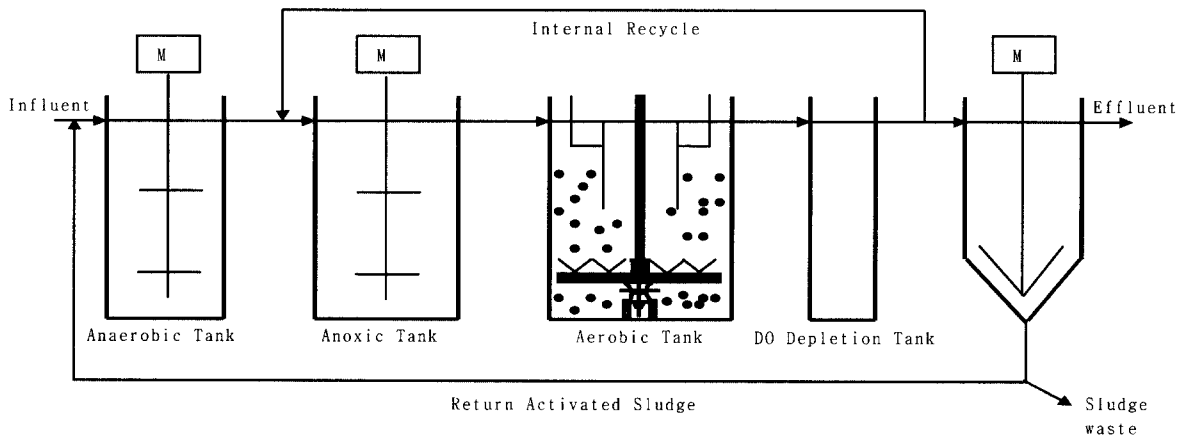 Internal Recycle
M
M
M
Influent
Effluent
Anaerobic Tank
Anoxic Tank
Aerobic Tank
DO Depletion Tank
Return Activated Sludge
Sludge
waste